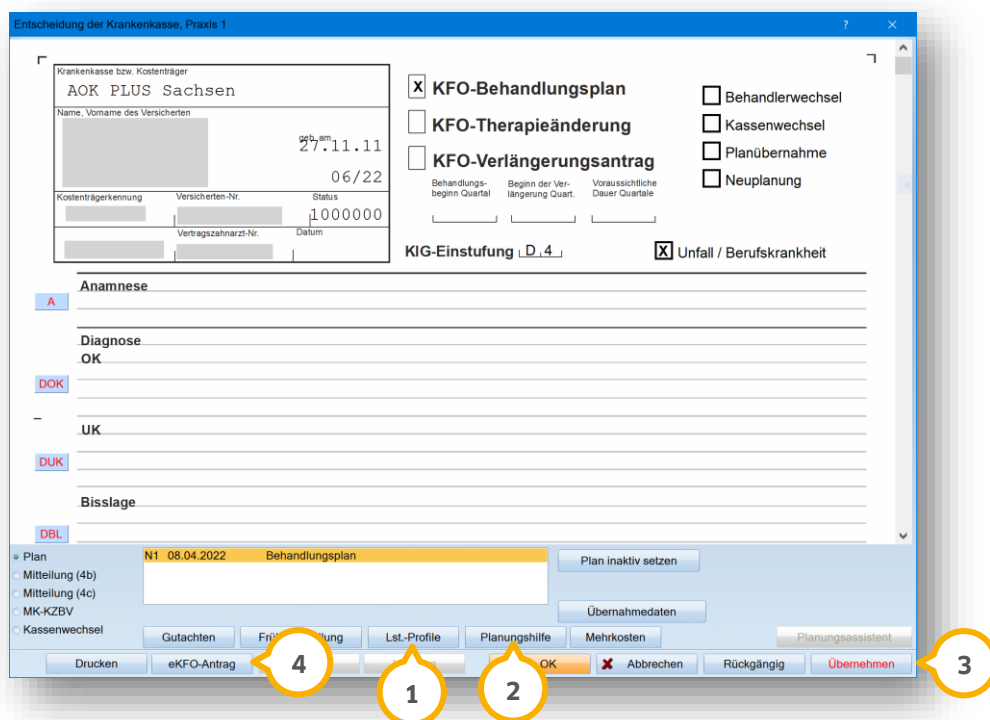 Entscheidung der Krankenkasse, Praxis 1
?
Krankenkasse bzw. Kostenträger
AOK PLUS Sachsen
Name, Vorname des Versicherten
geb. am
27.11.11
06/22
Kostenträgerkennung Versicherten-Nr. Status
1000000
Vertragszahnarzt-Nr. Datum
X KFO-Behandlungsplan
KFO-Therapieänderung
KFO-Verlängerungsantrag
Behandlungs- Beginn der Ver- Voraussichtliche
beginn Quartal längerung Quart. Dauer Quartale
KIG-Einstufung D 4
X Unfall / Berufskrankheit
Behandlerwechsel
Kassenwechsel
Planübernahme
Neuplanung
Anamnese
A
Diagnose
OK
DOK
UK
DUK
Bisslage
DBL
Plan
Mitteilung (4b)
Mitteilung (4c)
MK-KZBV
Kassenwechsel
N1 08.04.2022 Behandlungsplan
Plan inaktiv setzen
Übernahmedaten
Gutachten Lst.-Profile Planungshilfe Mehrkosten Planungsassistent
Drucken eKFO-Antrag OK Abbrechen Rückgängig Übernehmen
4
1
2
3